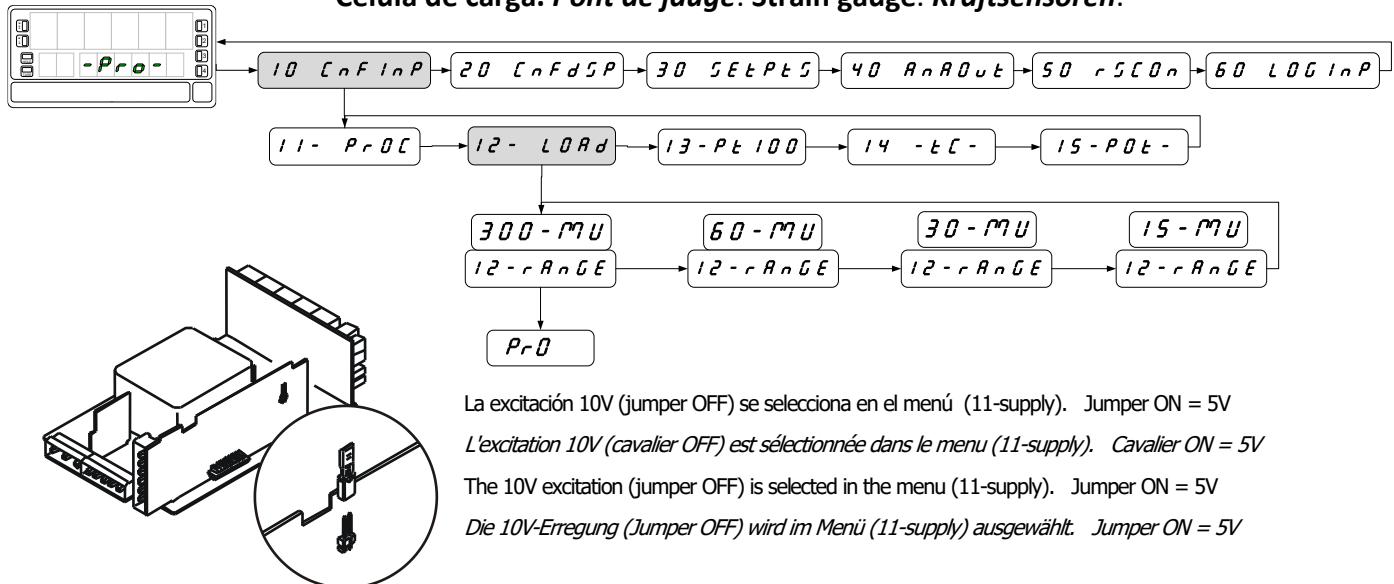 Célula de carga. Pont de jauge. Strain gauge. Kraftsensoren.
-Pro-
10 CnFInP 20 CnFdSP 30 SEtPtS 40 AnAOut 50 rSCOn 60 LOGInP
11- PrOC 12- LOAd 13-Pt100 14 -tC- 15-POt-
300-MU 60-MU 30-MU 15-MU
12-rAnGE 12-rAnGE 12-rAnGE 12-rAnGE
PrO
La excitación 10V (jumper OFF) se selecciona en el menú (11-supply). Jumper ON = 5V
L'excitation 10V (cavalier OFF) est sélectionnée dans le menu (11-supply). Cavalier ON = 5V
The 10V excitation (jumper OFF) is selected in the menu (11-supply). Jumper ON = 5V
Die 10V-Erregung (Jumper OFF) wird im Menü (11-supply) ausgewählt. Jumper ON = 5V